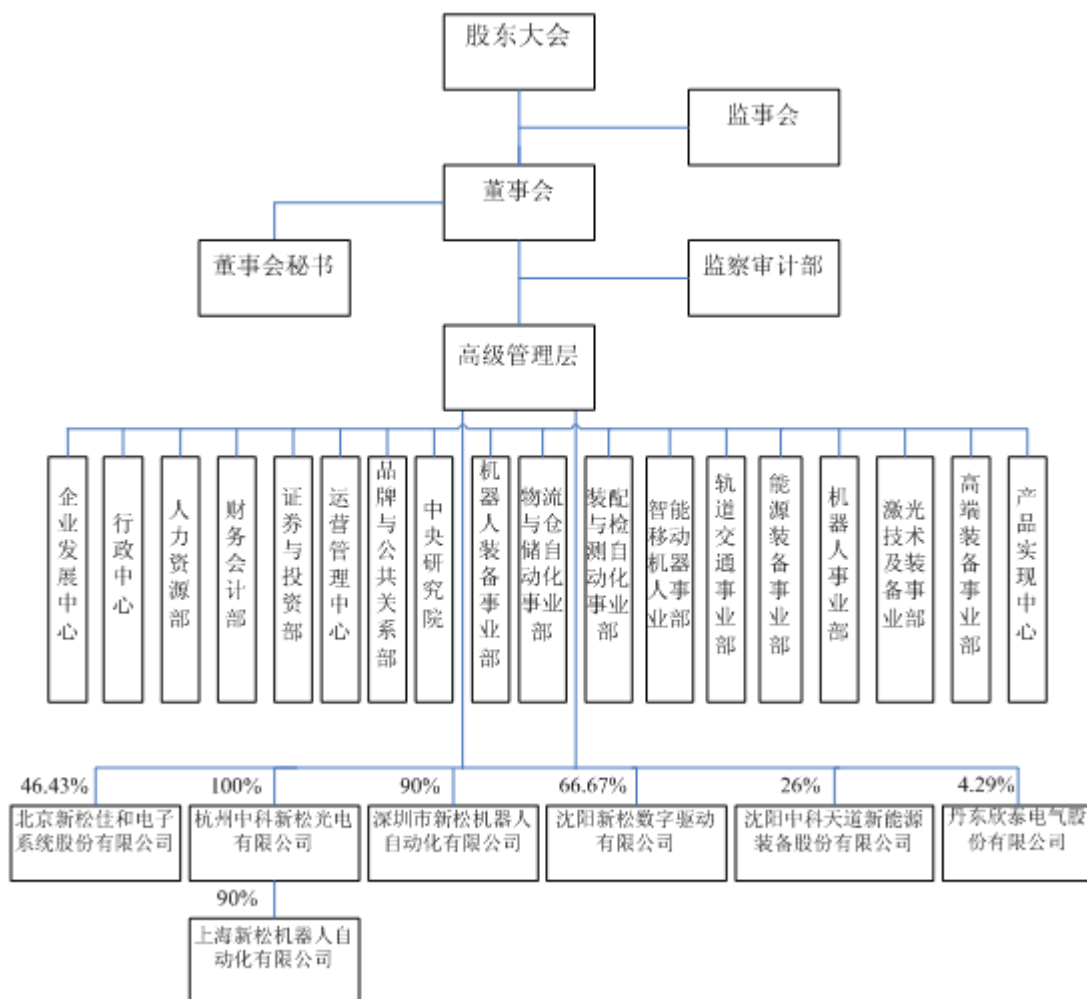 股东大会
监事会
董事会
董事会秘书
监察审计部
高级管理层
企业发展中心
行政中心
人力资源部
财务会计部
证券与投资部
运营管理中心
品牌与公共关系部
中央研究院
机器人装备事业部
物流与仓储自动化事业部
装配与检测自动化事业部
智能移动机器人事业部
轨道交通事业部
能源装备事业部
机器人事业部
激光技术及装备事业部
高端装备事业部
产品实现中心
46.43%
100%
90%
66.67%
26%
4.29%
北京新松佳和电子
系统股份有限公司
杭州中科新松光电
有限公司
深圳市新松机器人
自动化有限公司
沈阳新松数字驱动
有限公司
沈阳中科天道新能源
装备股份有限公司
丹东欣泰电气股
份有限公司
90%
上海新松机器人自
动化有限公司